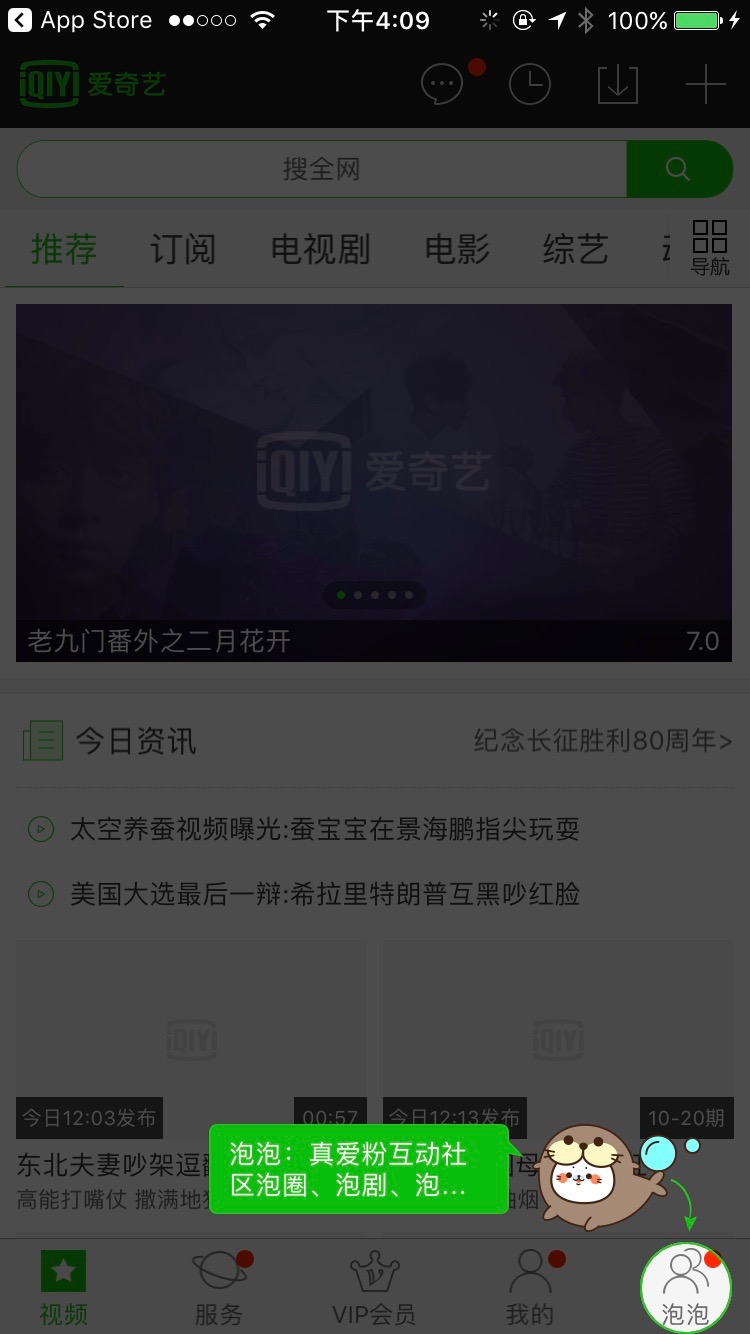 App Store 下午4:09 100%
iQIYI 爱奇艺
搜全网
推荐 订阅 电视剧 电影 综艺 导航
iQIYI 爱奇艺
老九门番外之二月花开 7.0
今日资讯 纪念长征胜利80周年>
太空养蚕视频曝光:蚕宝宝在景海鹏指尖玩耍
美国大选最后一辩:希拉里特朗普互黑吵红脸
iQIYI iQIYI
今日12:03发布 00:57 今日12:13发布 10-20期
泡泡：真爱粉互动社
区泡圈、泡剧、泡...
东北夫妻吵架逗
高能打嘴仗 撒满地
视频 服务 VIP会员 我的 泡泡